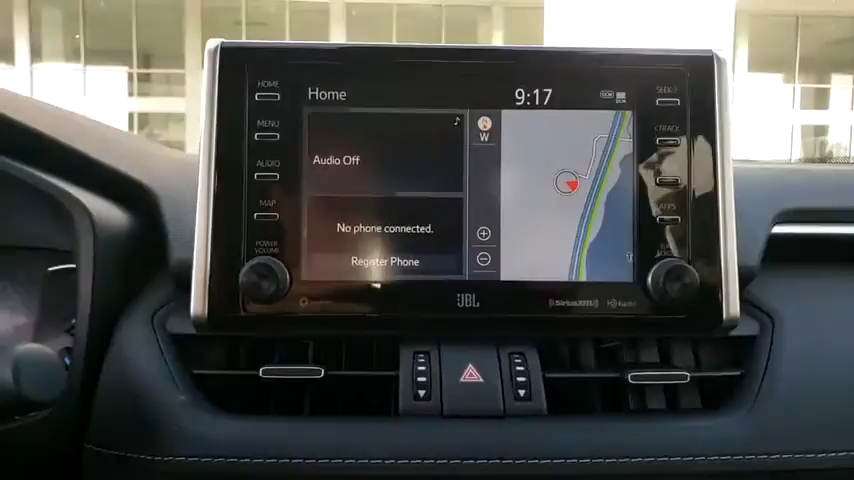 HOME
MENU
AUDIO
MAP
POWER
VOLUME
Home
9:17
Audio Off
No phone connected.
Register Phone
W
DCM
SEEK >
< TRACK
APPS
JBL
SiriusXM
HD Radio